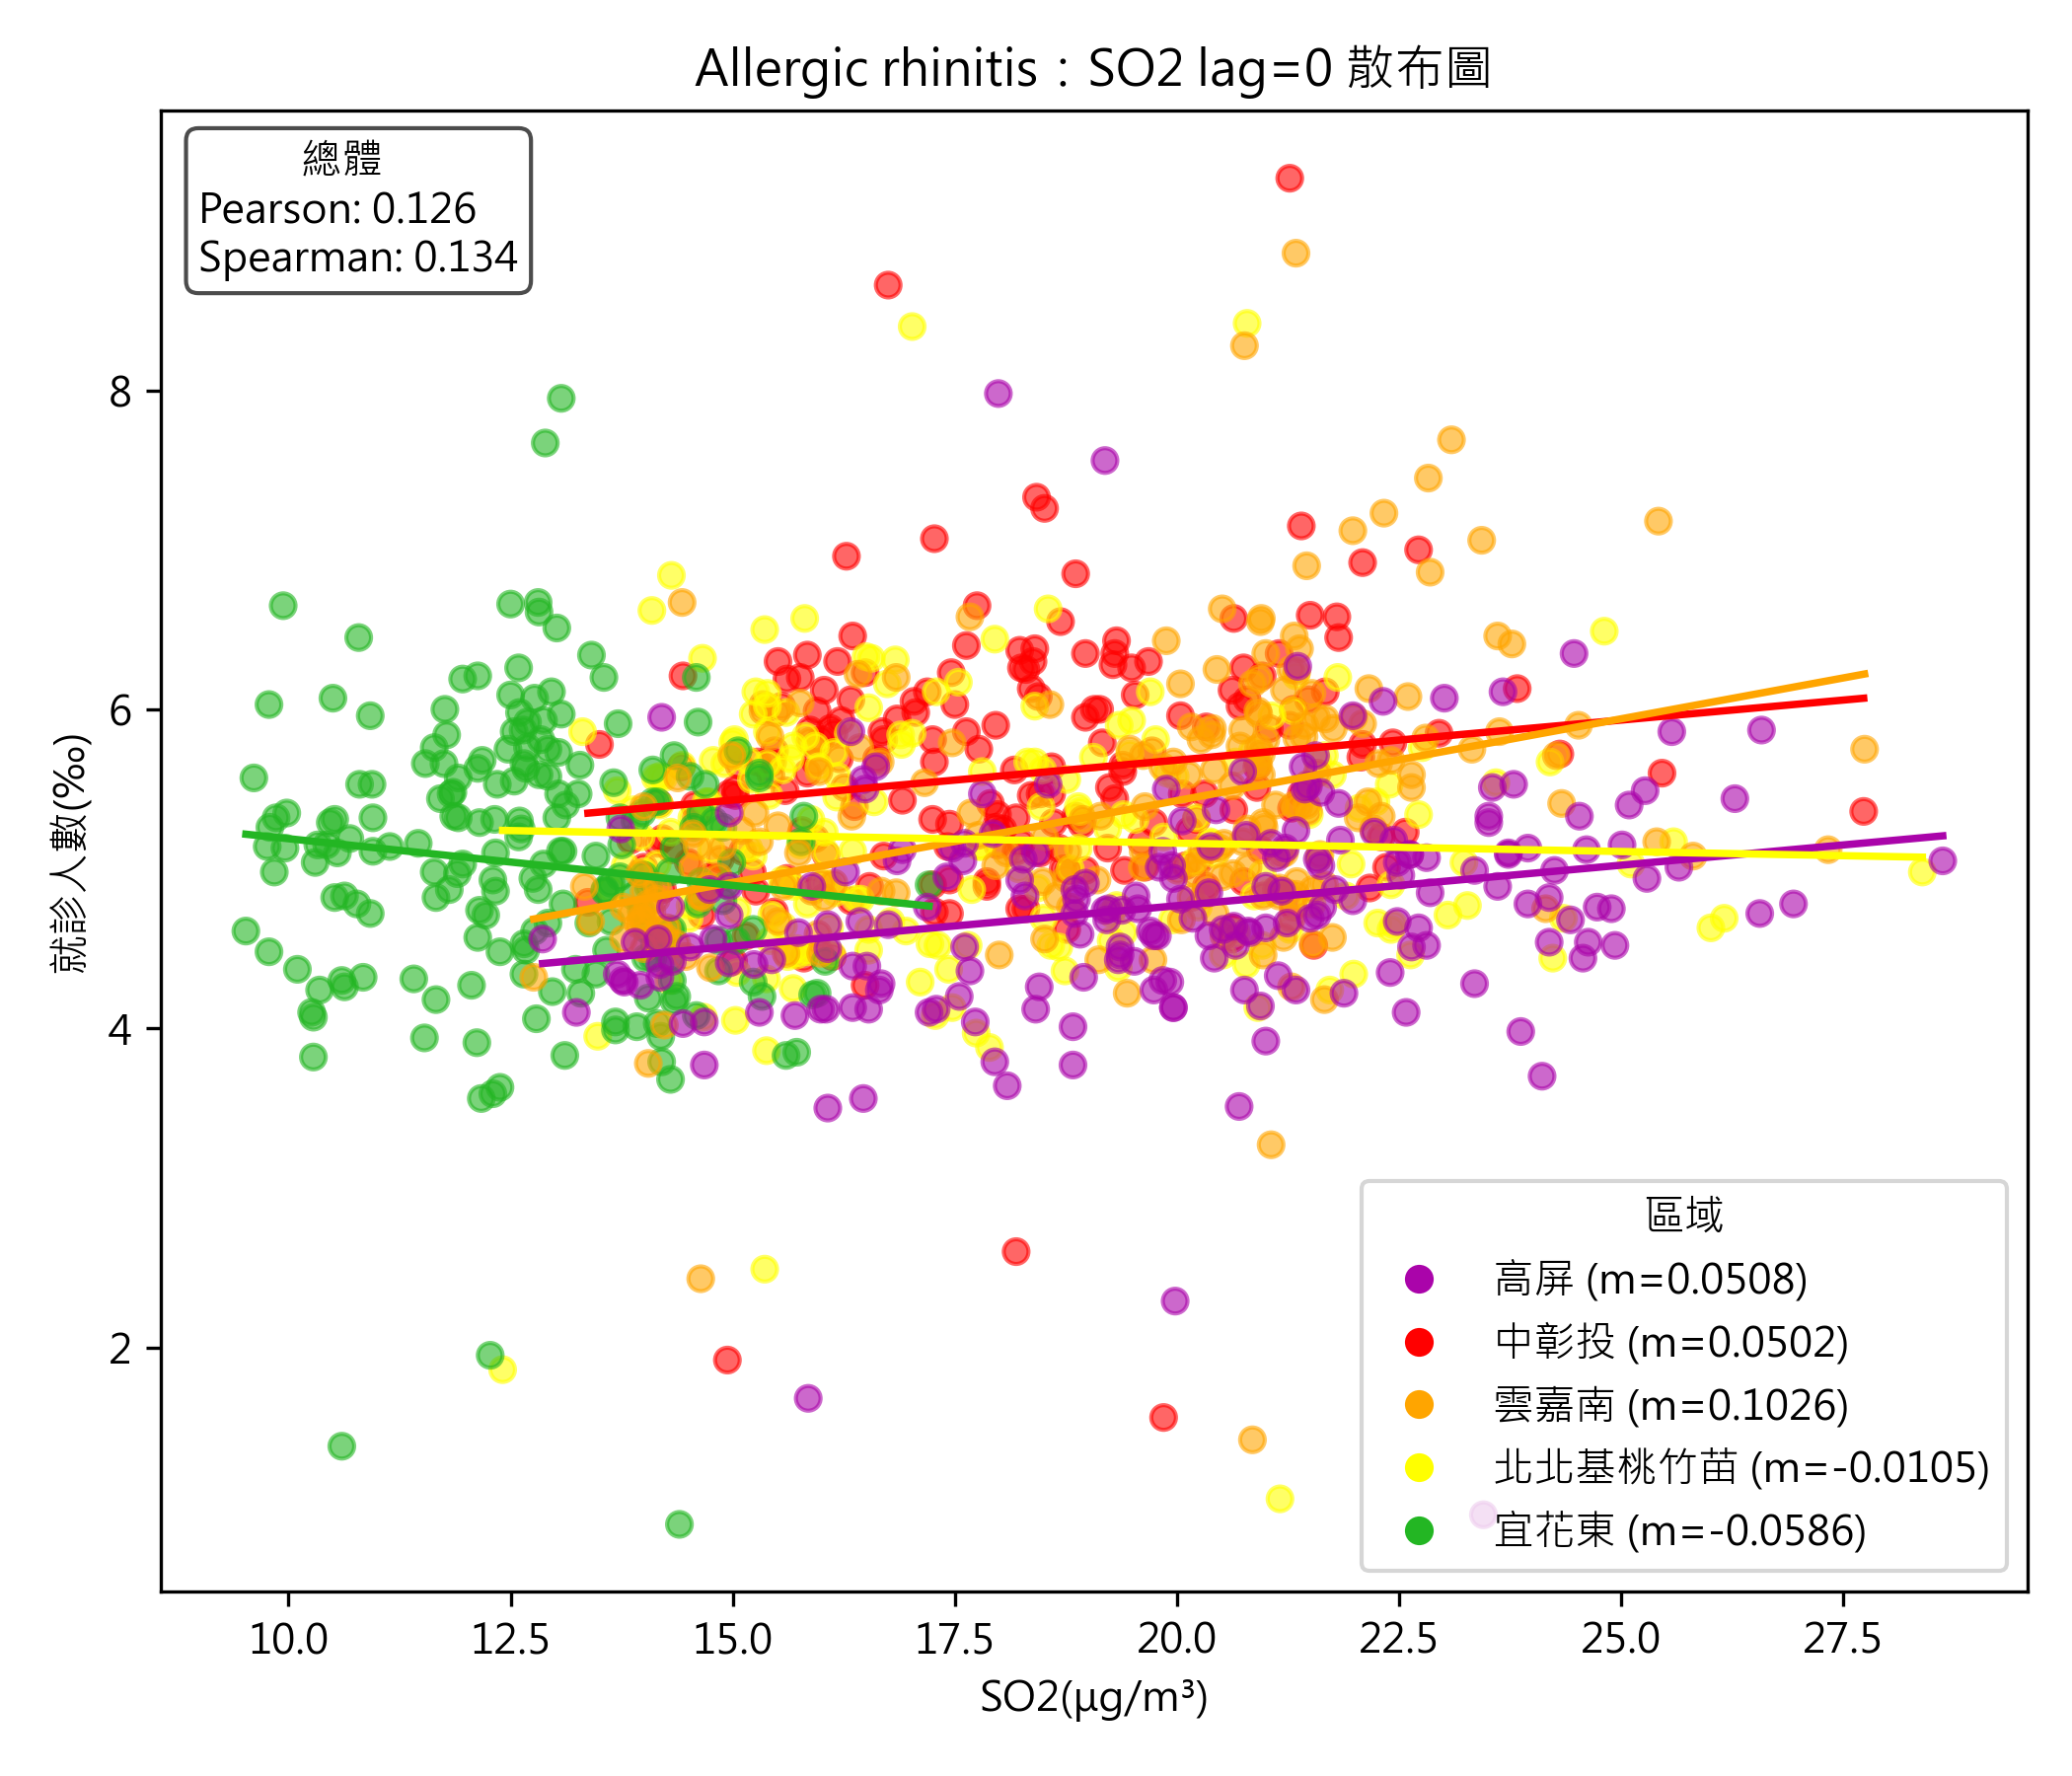 Allergic rhinitis：SO2 lag=0 散布圖
總體
Pearson: 0.126
Spearman: 0.134
就診人數(‰)
8
6
4
2
區域
高屏 (m=0.0508)
中彰投 (m=0.0502)
雲嘉南 (m=0.1026)
北北基桃竹苗 (m=-0.0105)
宜花東 (m=-0.0586)
10.0 12.5 15.0 17.5 20.0 22.5 25.0 27.5
SO2(μg/m³)